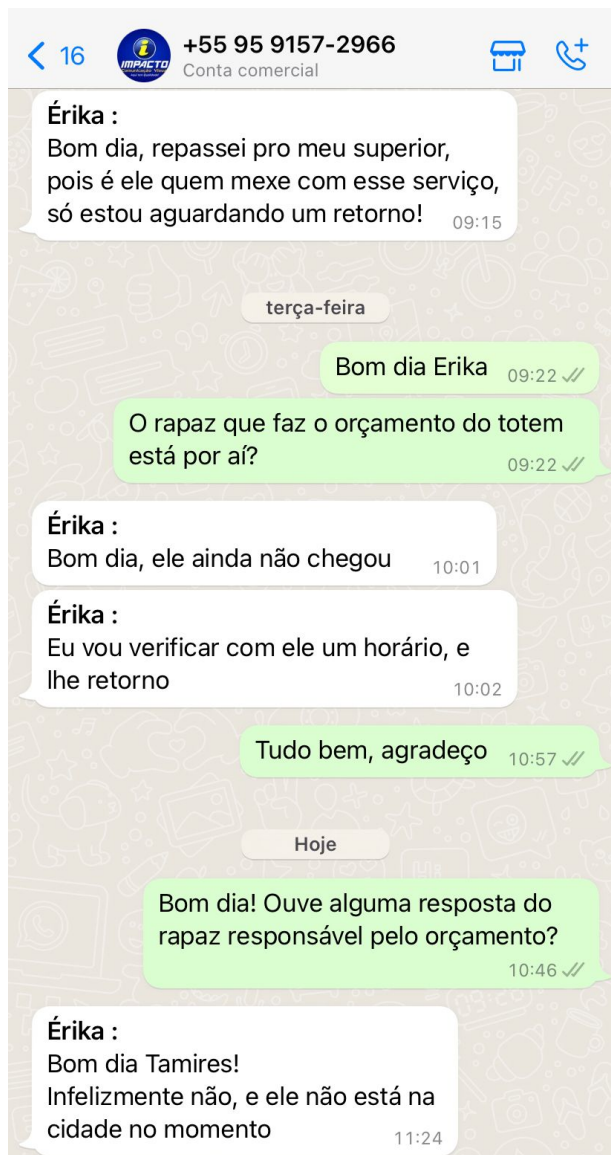 16
+55 95 9157-2966
Conta comercial
IMPACTO
Érika :
Bom dia, repassei pro meu superior,
pois é ele quem mexe com esse serviço,
só estou aguardando um retorno! 09:15
terça-feira
Bom dia Erika 09:22
O rapaz que faz o orçamento do totem
está por aí? 09:22
Érika :
Bom dia, ele ainda não chegou 10:01
Érika :
Eu vou verificar com ele um horário, e
lhe retorno 10:02
Tudo bem, agradeço 10:57
Hoje
Bom dia! Ouve alguma resposta do
rapaz responsável pelo orçamento?
10:46
Érika :
Bom dia Tamires!
Infelizmente não, e ele não está na
cidade no momento 11:24